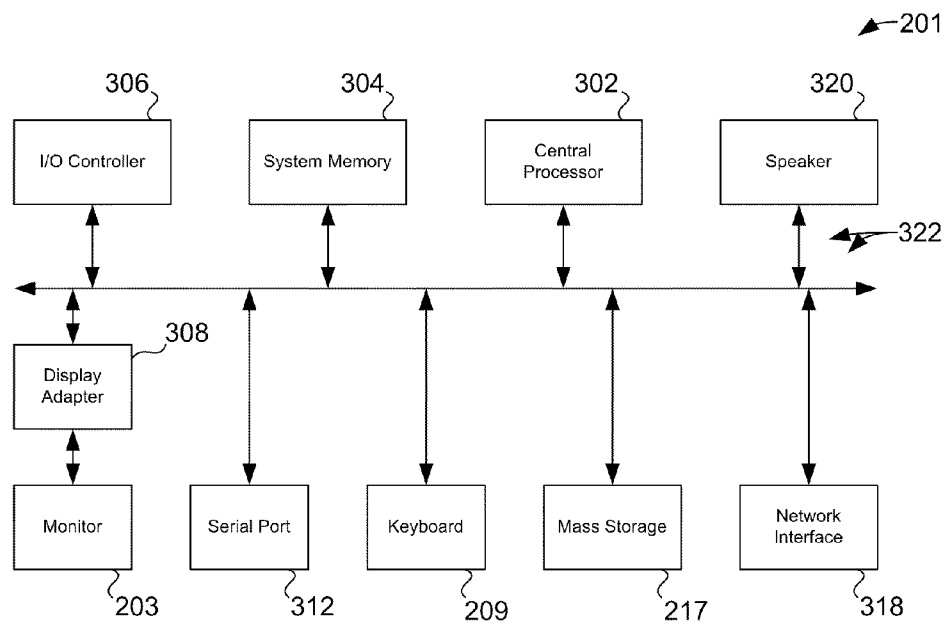 201
306
304
302
320
I/O Controller
System Memory
Central
Processor
Speaker
322
308
Display
Adapter
Monitor
Serial Port
Keyboard
Mass Storage
Network
Interface
203
312
209
217
318